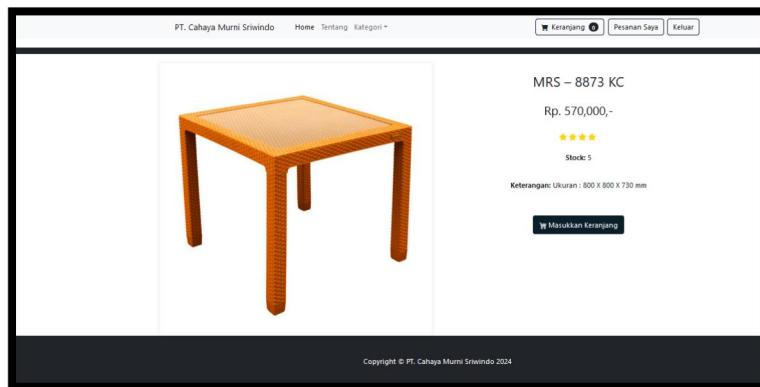 PT. Cahaya Murni Sriwindo Home Tentang Kategori Keranjang 6 Pesanan Saya Keluar
MRS – 8873 KC
Rp. 570,000,-
Stock: 5
Keterangan: Ukuran : 800 X 800 X 730 mm
Masukkan Keranjang
Copyright © PT. Cahaya Murni Sriwindo 2024